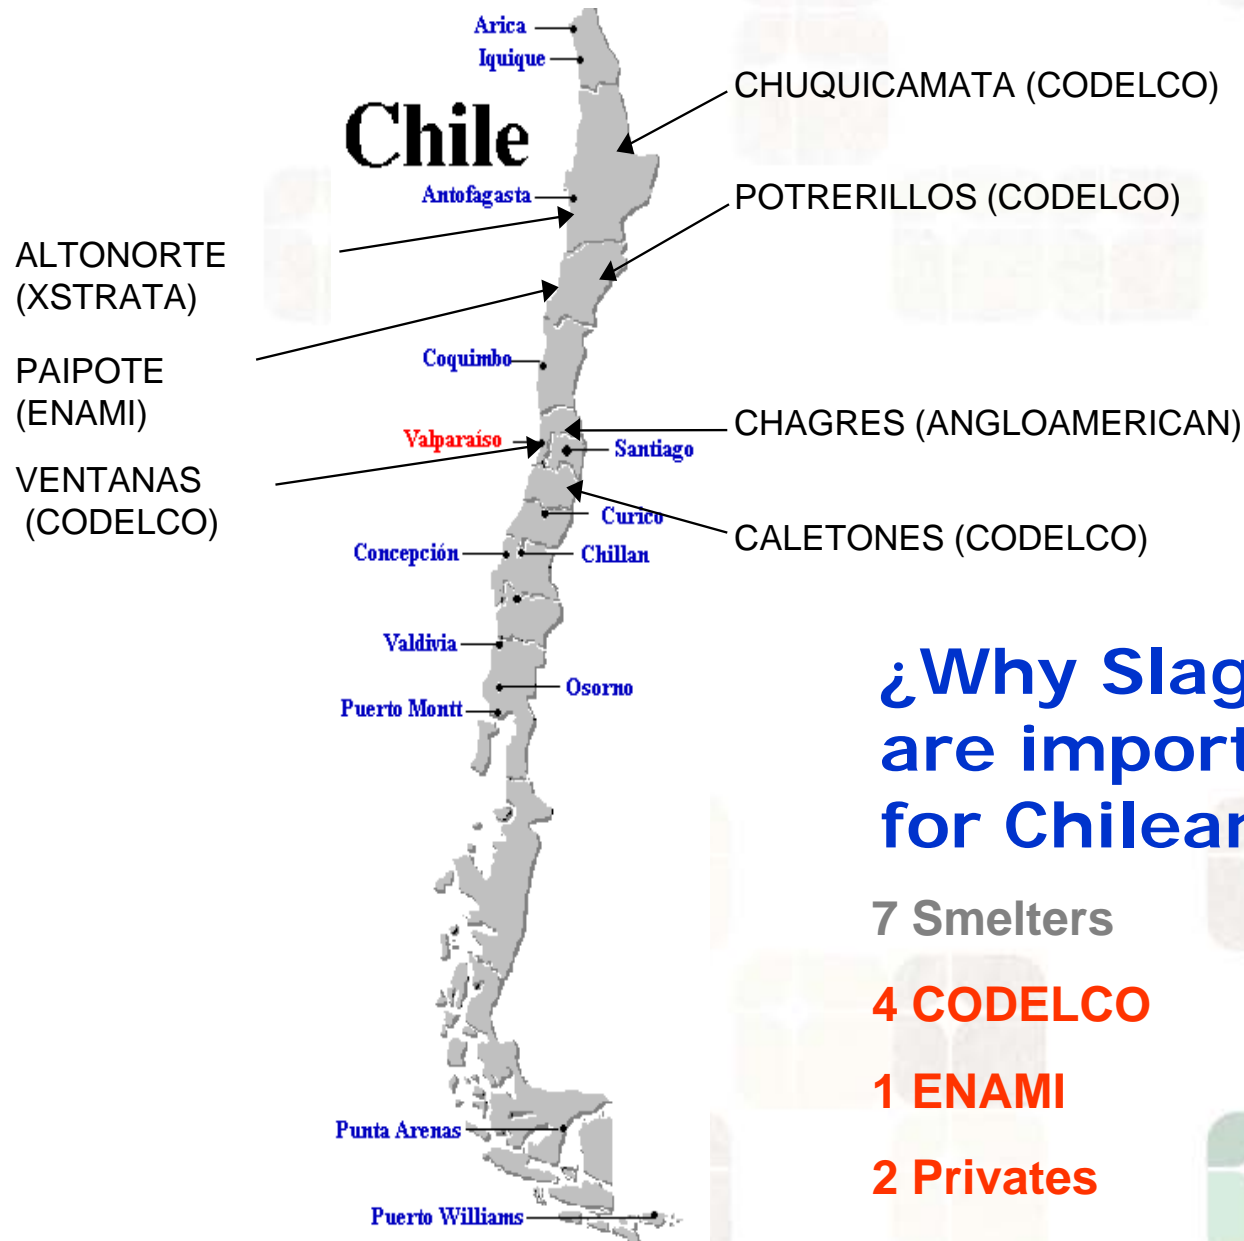 Arica
Iquique
CHUQUICAMATA (CODELCO)
Chile
Antofagasta
POTRERILLOS (CODELCO)
ALTONORTE
(XSTRATA)
PAIPOTE
(ENAMI)
Coquimbo
CHAGRES (ANGLOAMERICAN)
Valparaíso
Santiago
VENTANAS
(CODELCO)
Curico
CALETONES (CODELCO)
Concepción
Chillan
Valdivia
Osorno
Puerto Montt
¿Why Slag
are import
for Chilean
7 Smelters
4 CODELCO
1 ENAMI
2 Privates
Punta Arenas
Puerto Williams